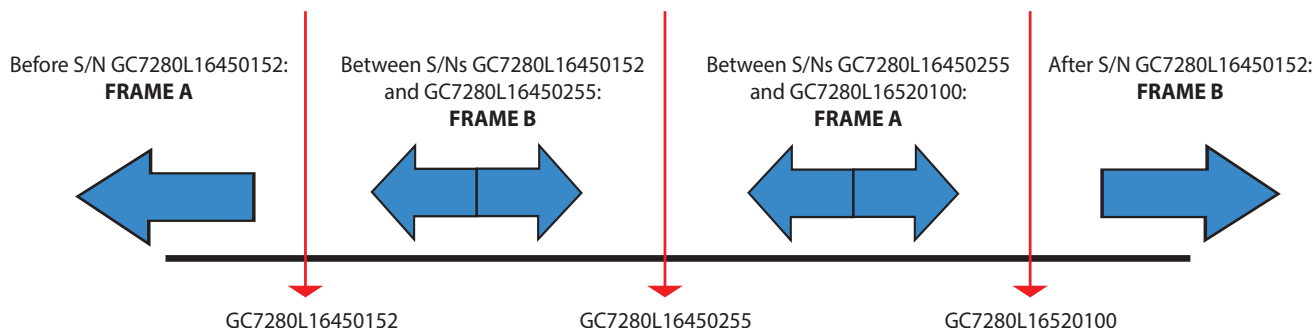 Before S/N GC7280L16450152:
FRAME A
Between S/Ns GC7280L16450152
and GC7280L16450255:
FRAME B
Between S/Ns GC7280L16450255
and GC7280L16520100:
FRAME A
After S/N GC7280L16450152:
FRAME B
GC7280L16450152
GC7280L16450255
GC7280L16520100